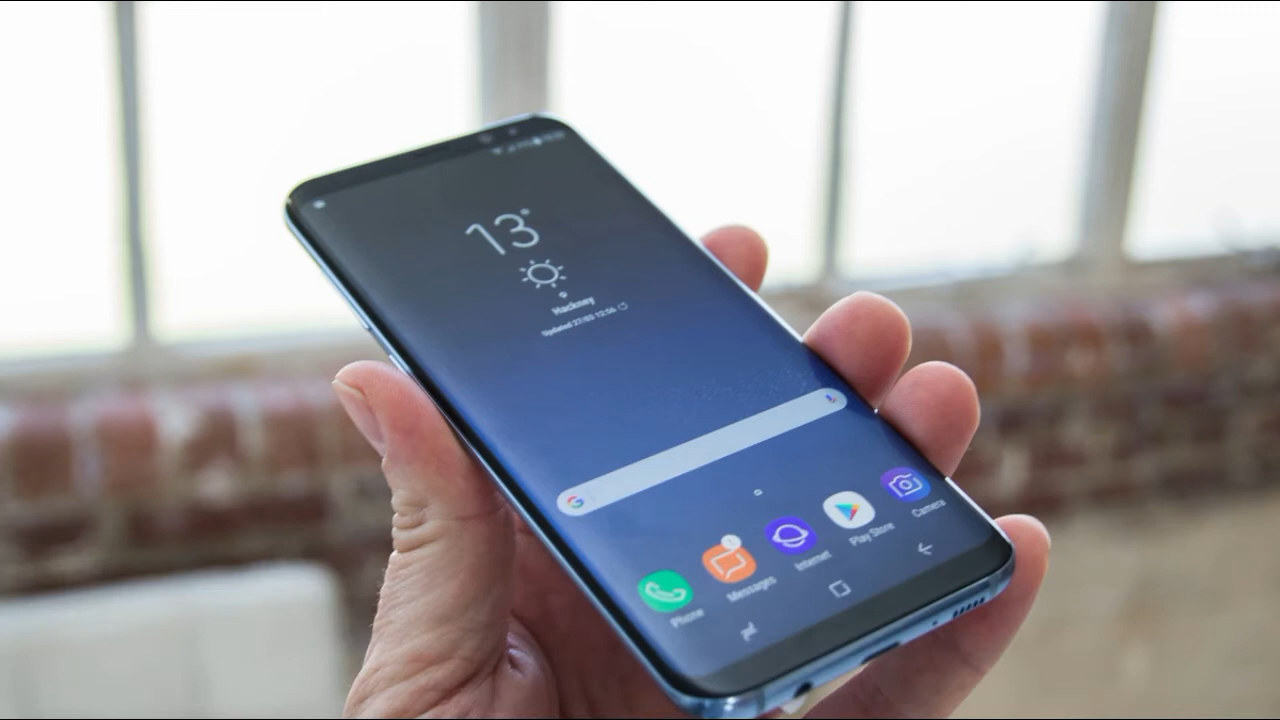 13°
Hackney
Updated 27/03 12:56
Phone
Messages
Internet
Play Store
Camera